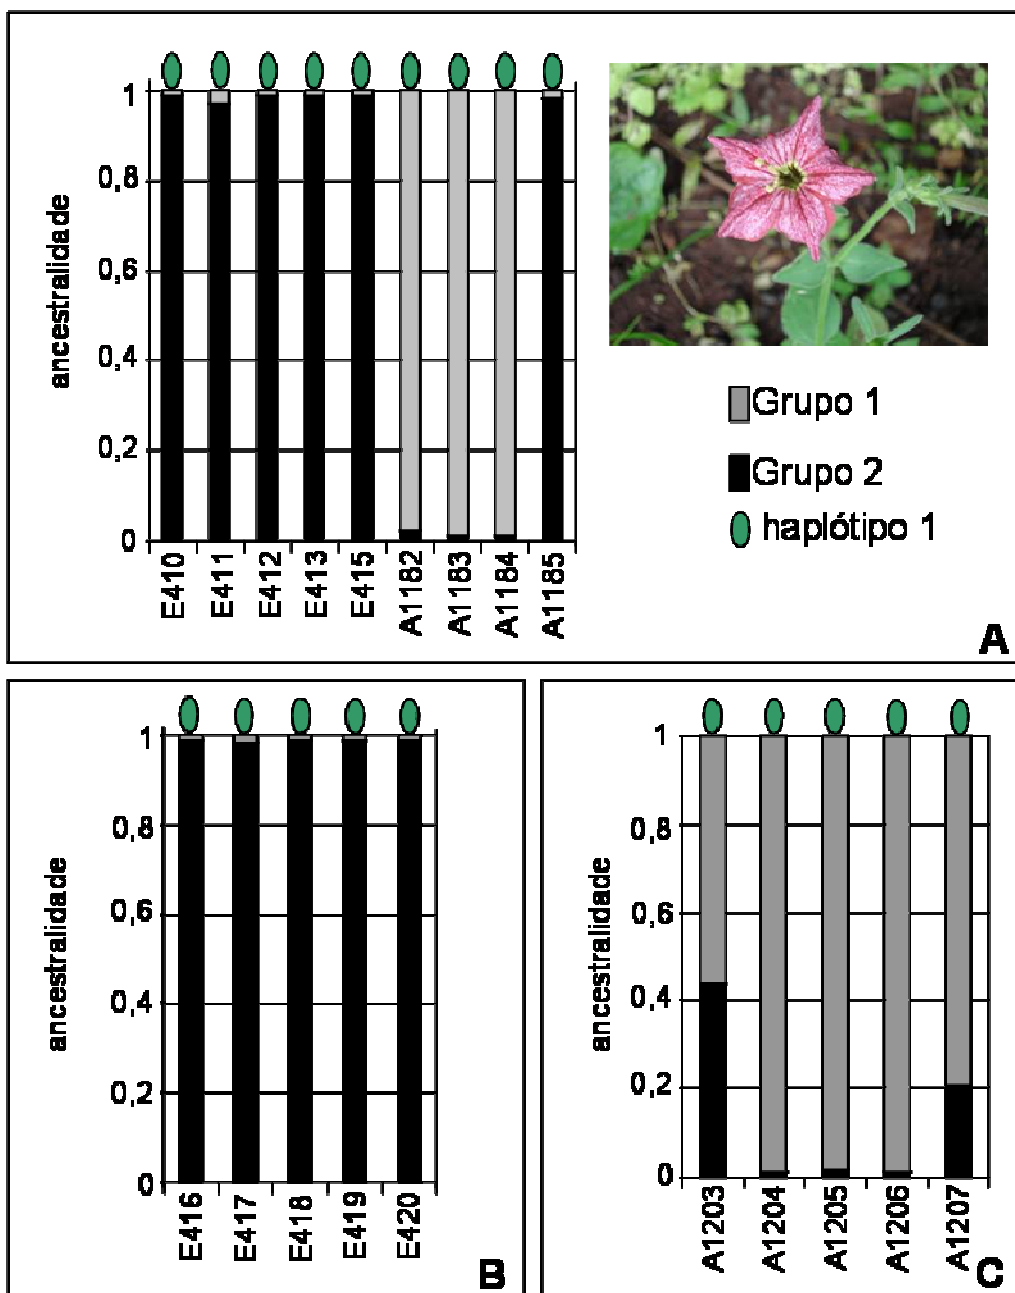 1
0,8
0,6
0,4
0,2
0
ancestralidade
E410
E411
E412
E413
E415
A1182
A1183
A1184
A1185
Grupo 1
Grupo 2
haplótipo 1
A
1
0,8
0,6
0,4
0,2
0
ancestralidade
E416
E417
E418
E419
E420
B
1
0,8
0,6
0,4
0,2
0
ancestralidade
A1203
A1204
A1205
A1206
A1207
C